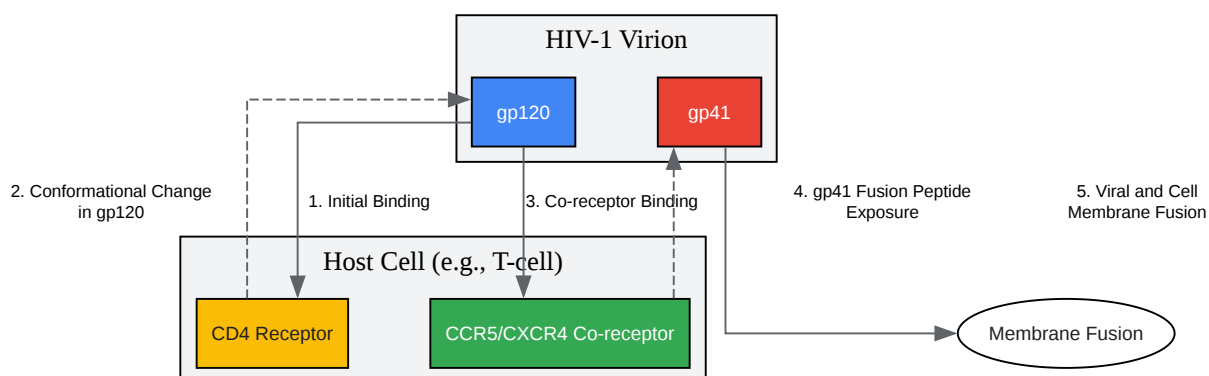 HIV-1 Virion
gp120
gp41
2. Conformational Change
in gp120
1. Initial Binding
3. Co-receptor Binding
4. gp41 Fusion Peptide
Exposure
5. Viral and Cell
Membrane Fusion
Host Cell (e.g., T-cell)
CD4 Receptor
CCR5/CXCR4 Co-receptor
Membrane Fusion